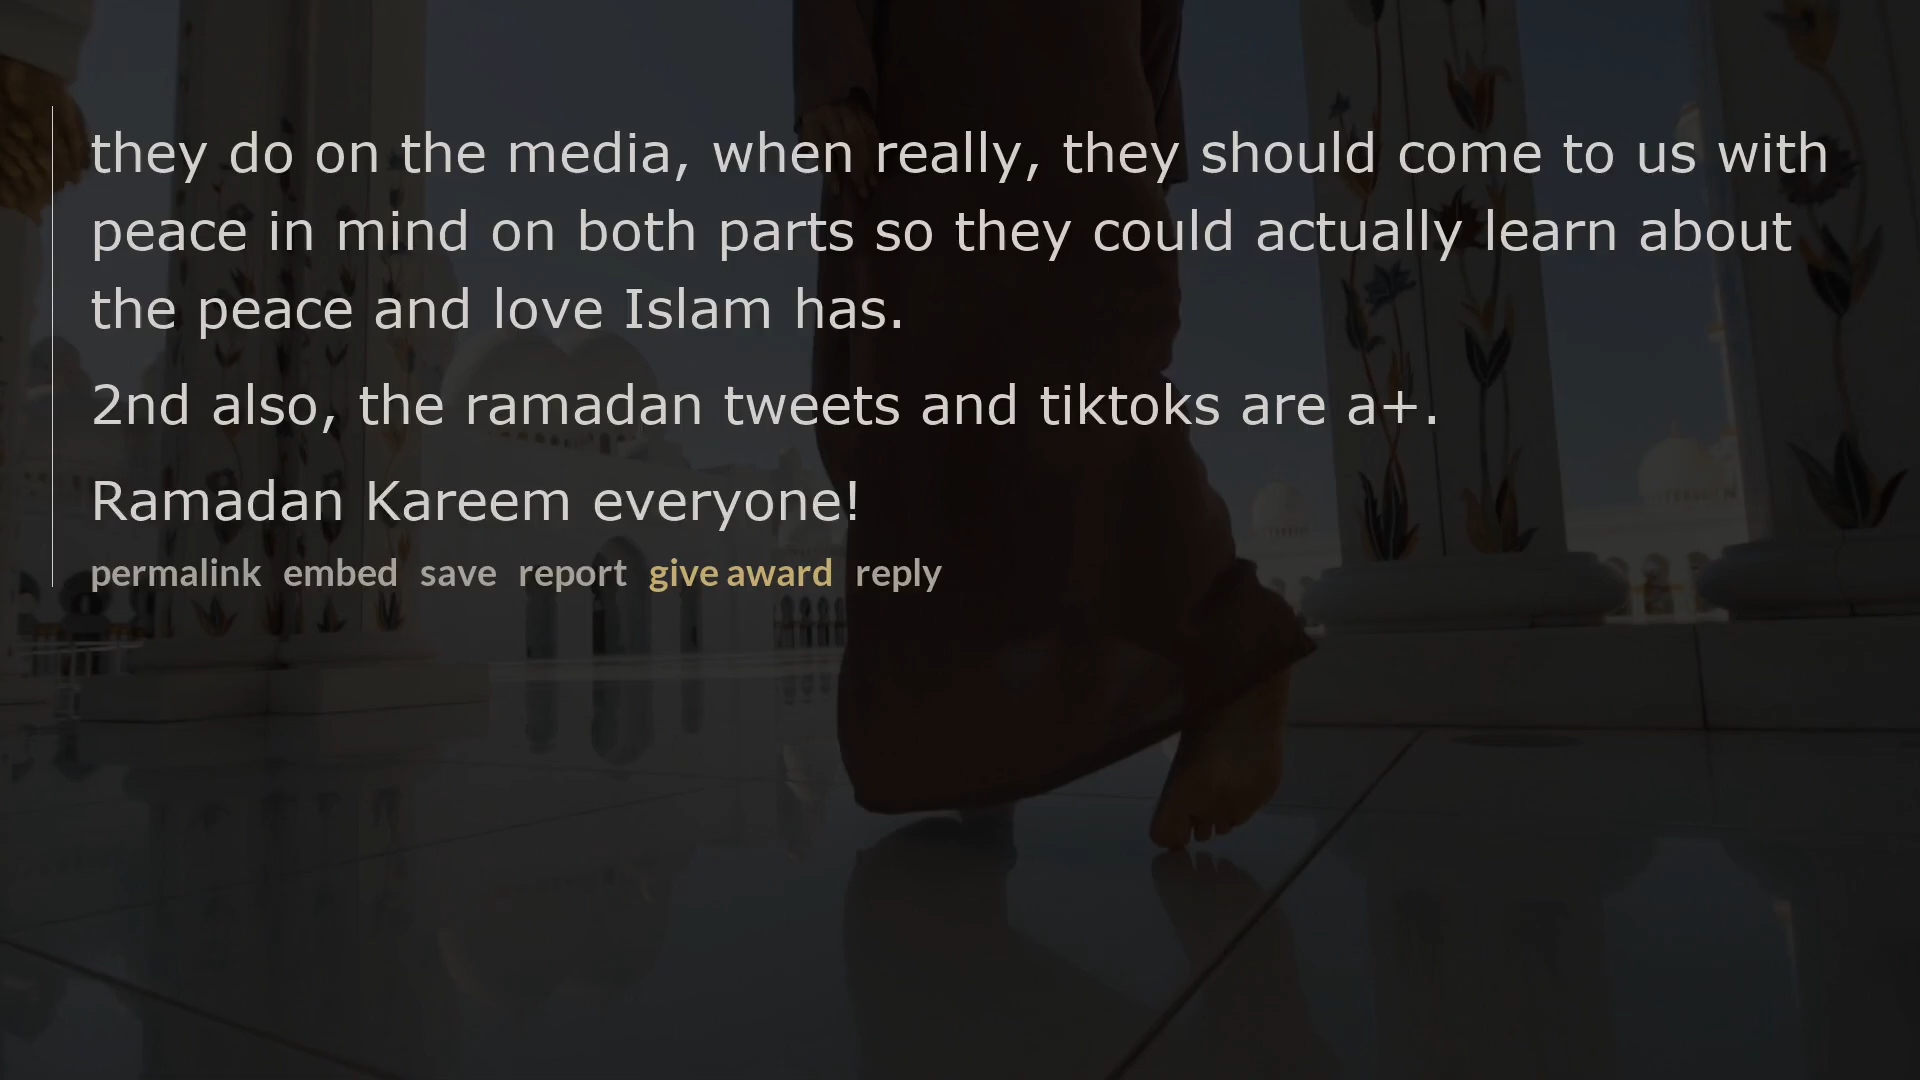 they do on the media, when really, they should come to us with
peace in mind on both parts so they could actually learn about
the peace and love Islam has.
2nd also, the ramadan tweets and tiktoks are a+.
Ramadan Kareem everyone!
permalink embed save report give award reply